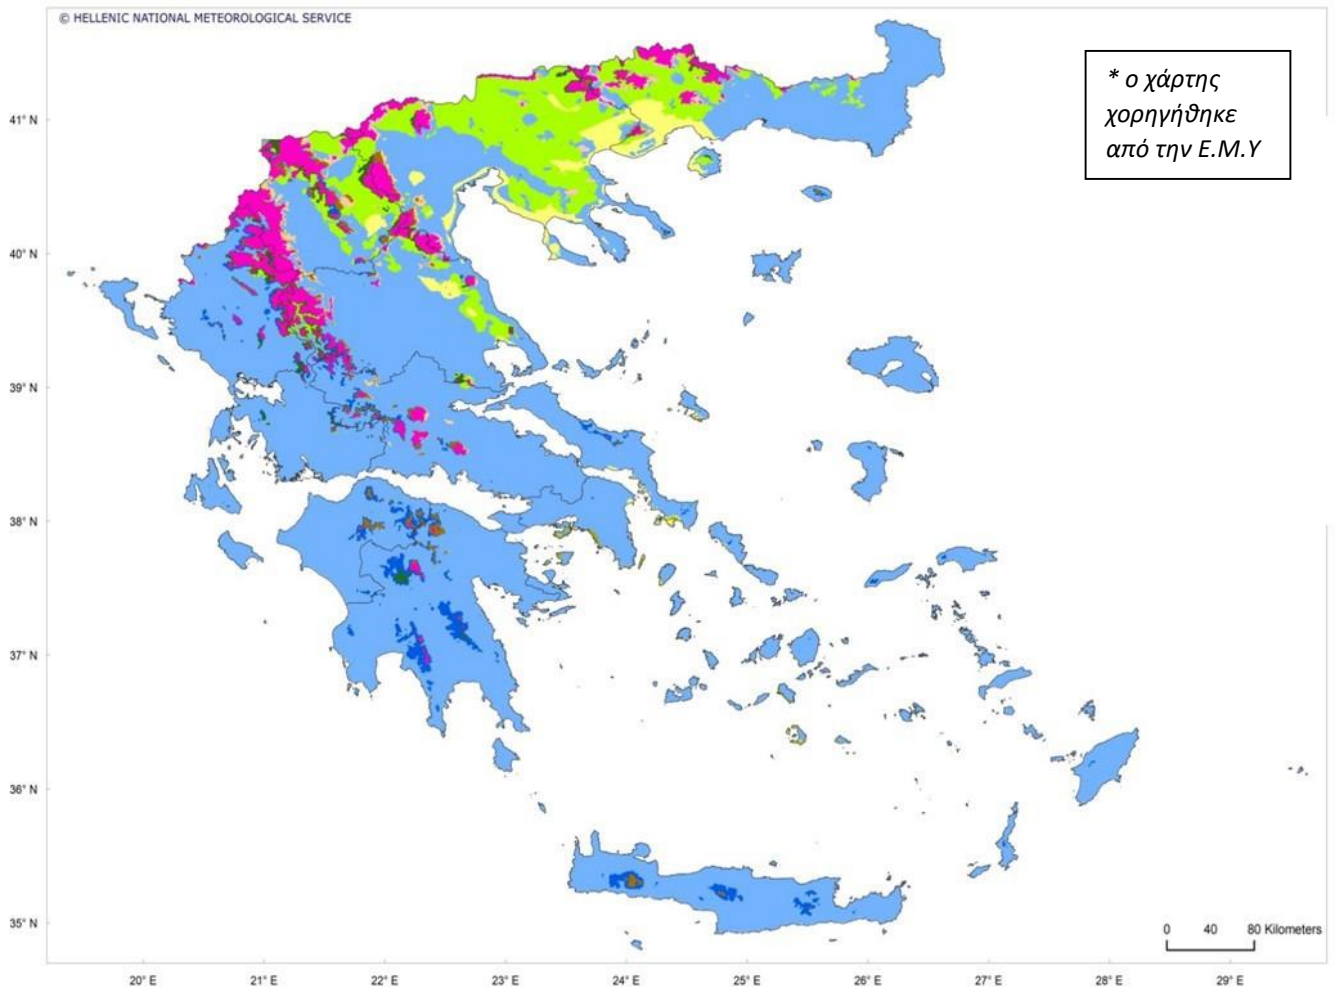 © HELLENIC NATIONAL METEOROLOGICAL SERVICE
* ο χάρτης
χορηγήθηκε
από την Ε.Μ.Υ
41° N
40° N
39° N
38° N
37° N
36° N
35° N
0 40 80 Kilometers
20° E 21° E 22° E 23° E 24° E 25° E 26° E 27° E 28° E 29° E